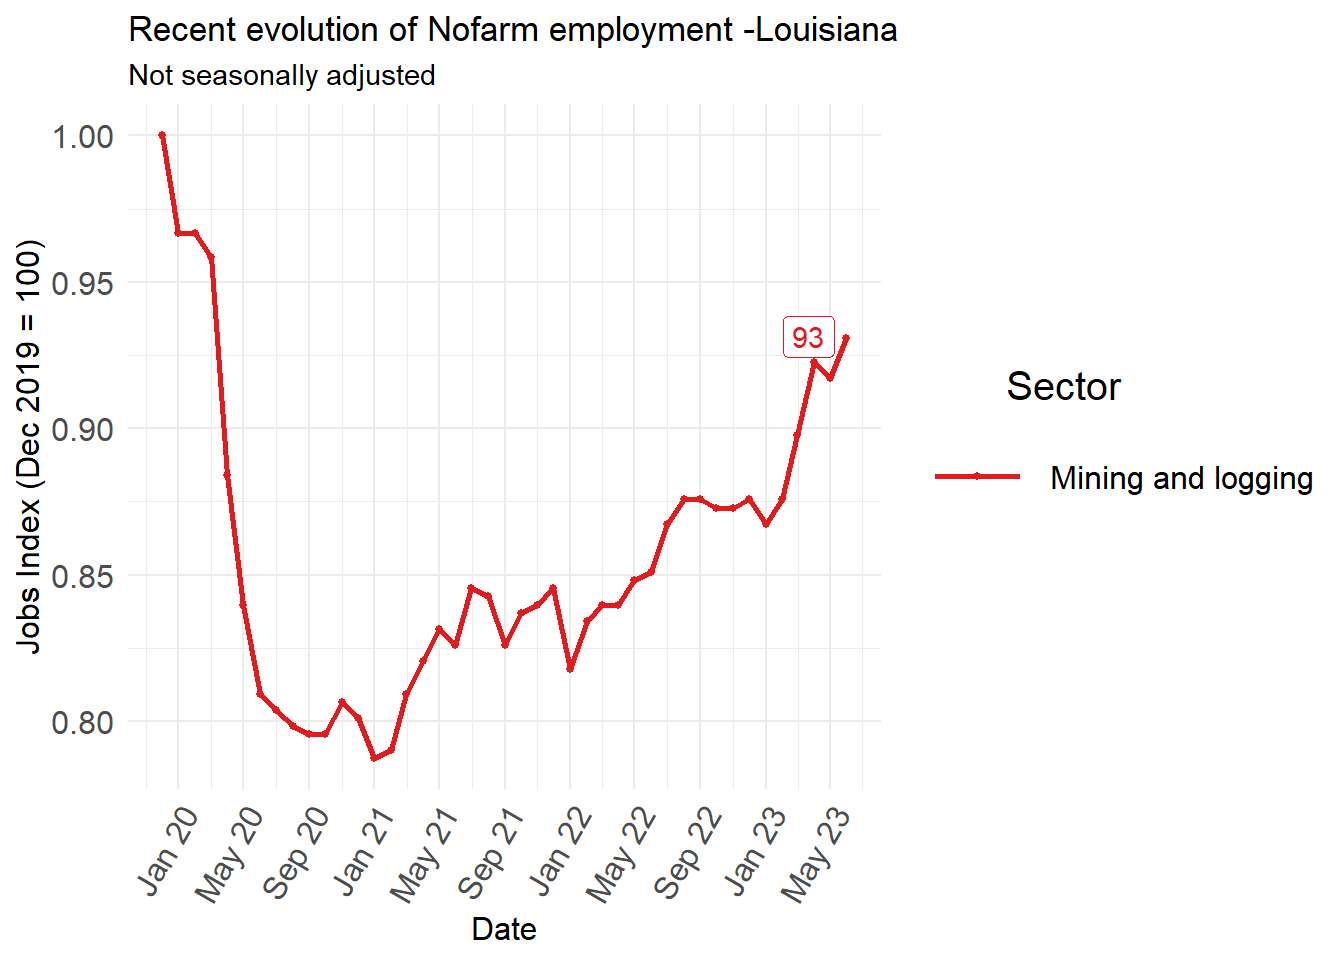 Recent evolution of Nofarm employment -Louisiana
Not seasonally adjusted
Jobs Index (Dec 2019 = 100)
1.00
0.95
0.90
0.85
0.80
93
Jan 20
May 20
Sep 20
Jan 21
May 21
Sep 21
Jan 22
May 22
Sep 22
Jan 23
May 23
Date
Sector
Mining and logging